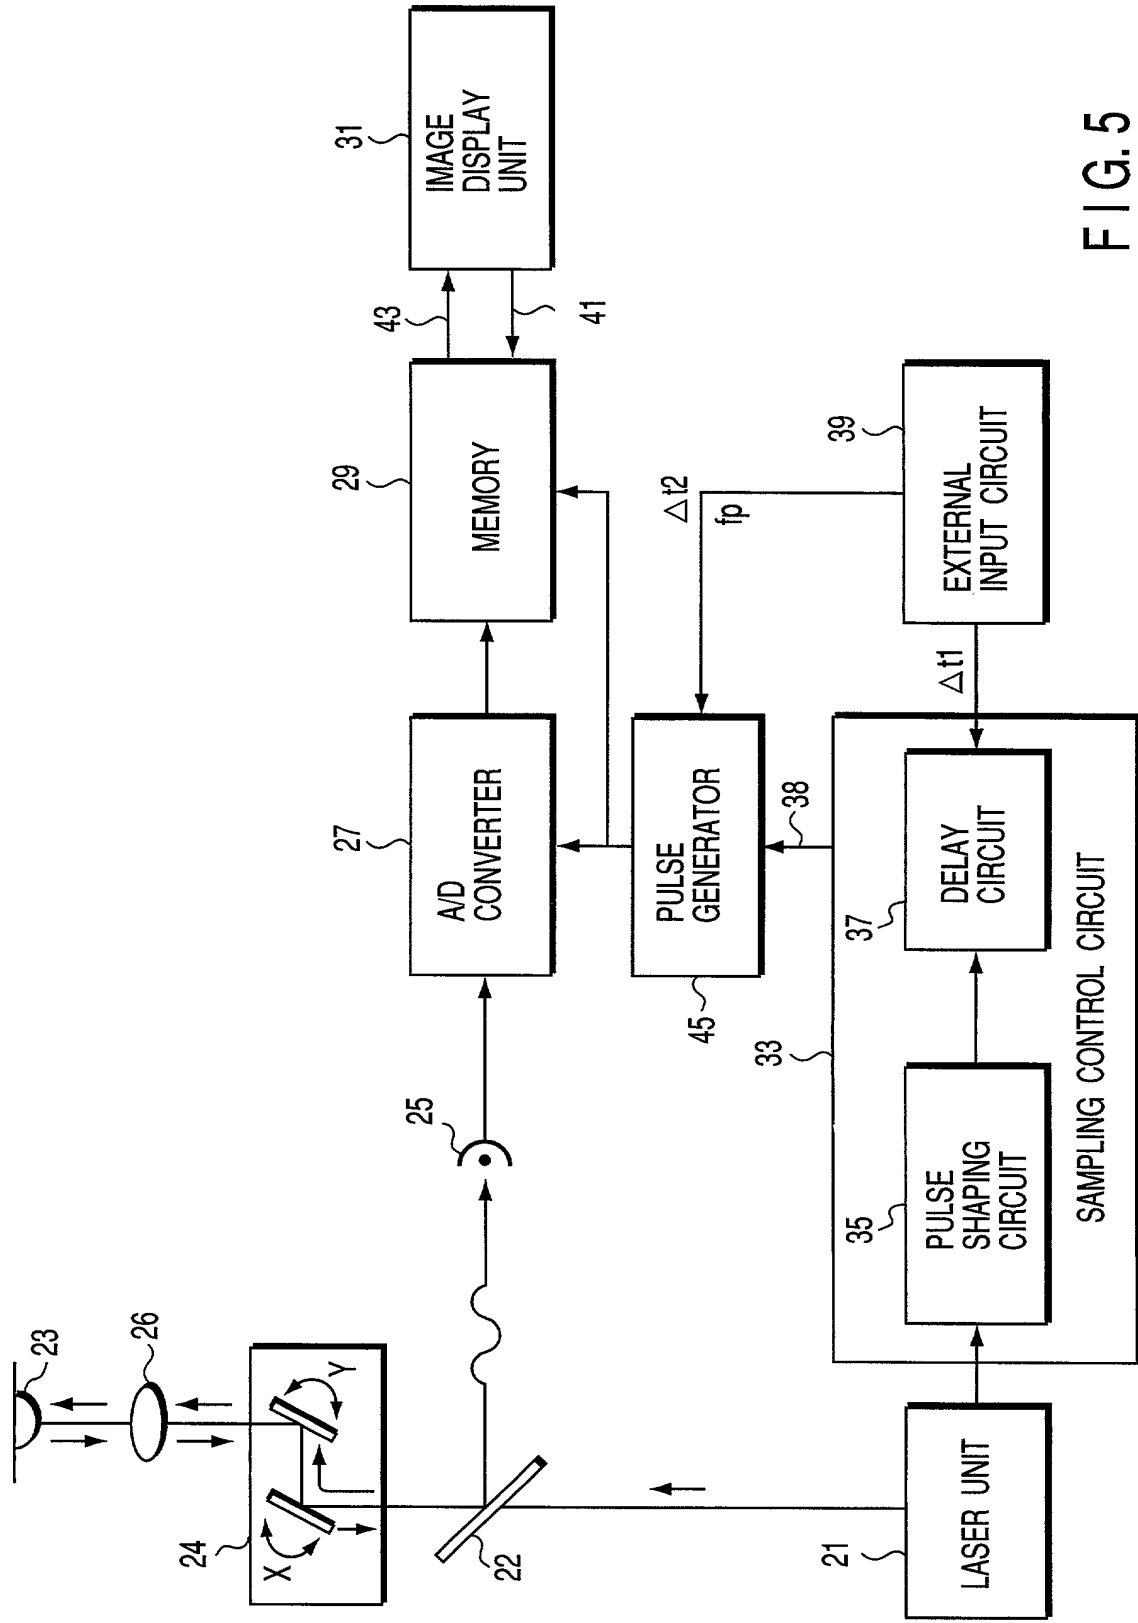 23
26
24
X
Y
22
25
27
A/D
CONVERTER
29
MEMORY
43
41
31
IMAGE
DISPLAY
UNIT
45
PULSE
GENERATOR
△t2
fp
38
33
35
PULSE
SHAPING
CIRCUIT
37
DELAY
CIRCUIT
SAMPLING CONTROL CIRCUIT
△t1
39
EXTERNAL
INPUT CIRCUIT
21
LASER UNIT
FIG. 5